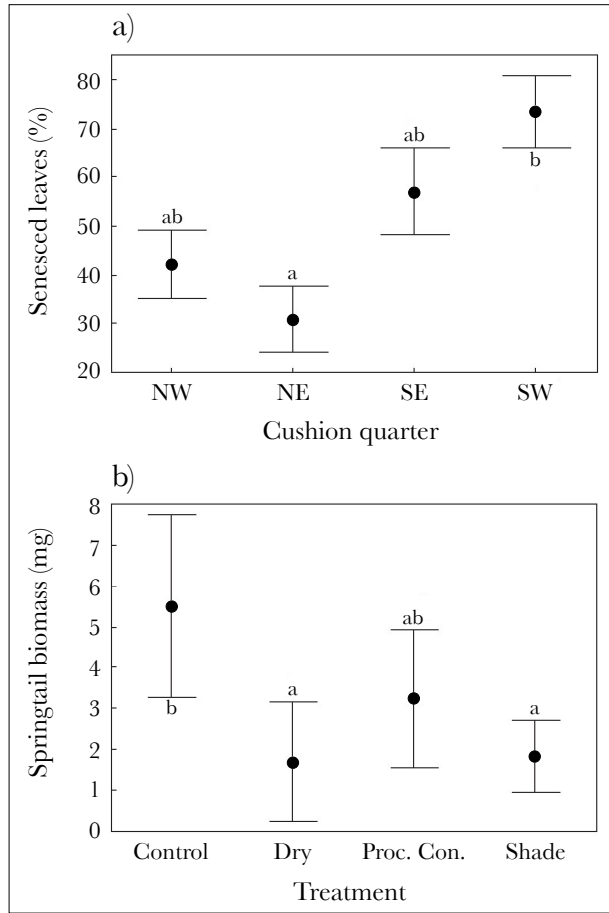 a)
Senesced leaves (%)
80
70
60
50
40
30
20
ab
a
ab
b
NW NE SE SW
Cushion quarter
b)
Springtail biomass (mg)
8
7
6
5
4
3
2
1
0
b
a
ab
a
Control Dry Proc. Con. Shade
Treatment